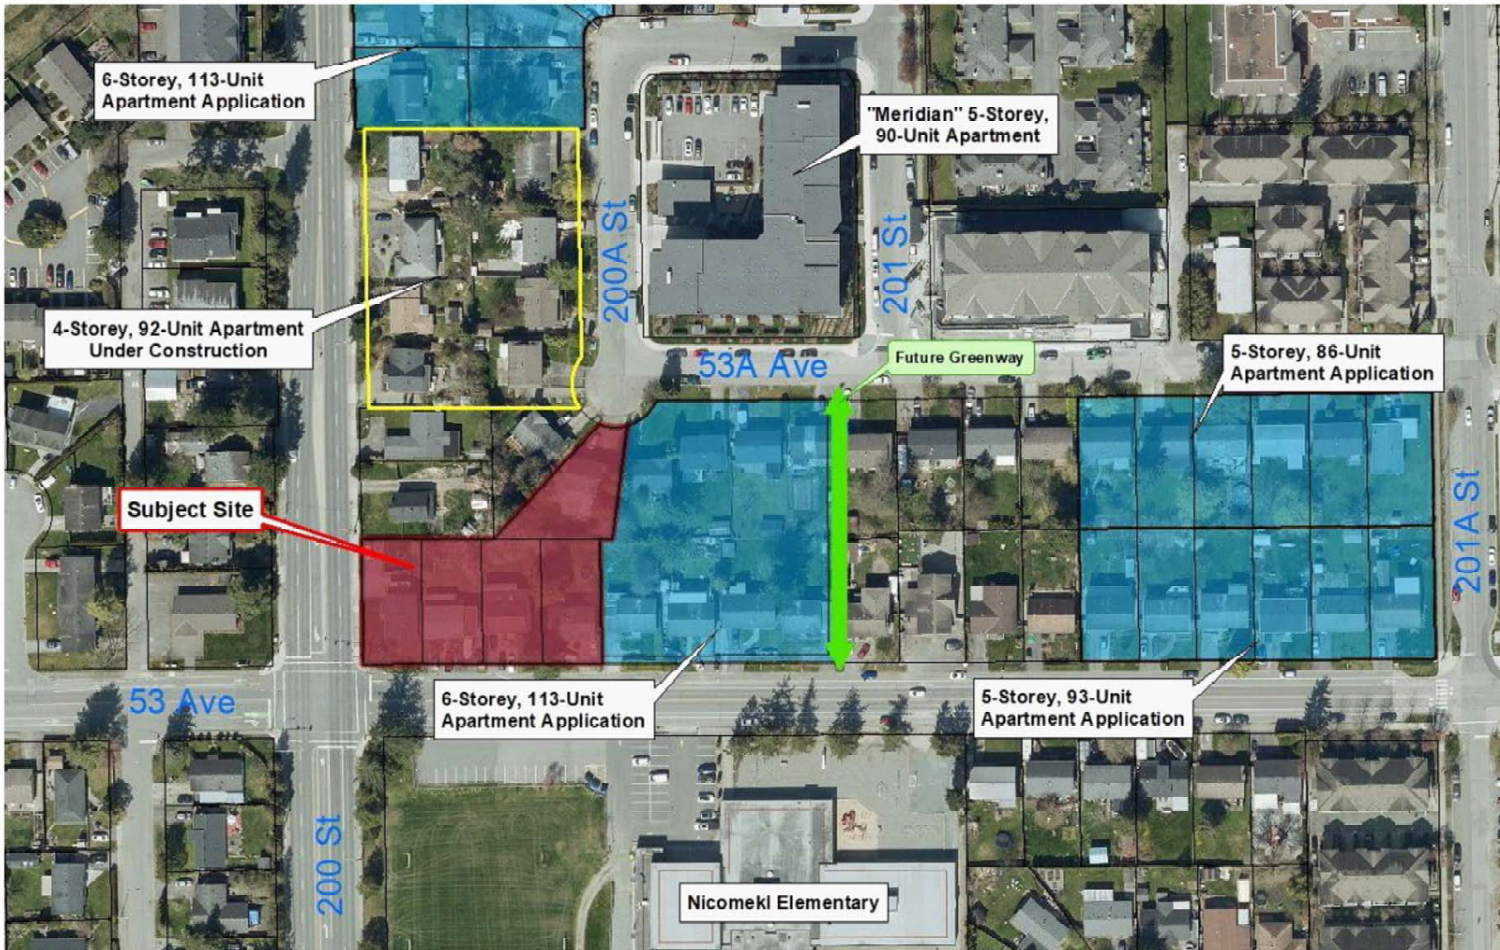 6-Storey, 113-Unit
Apartment Application
"Meridian" 5-Storey,
90-Unit Apartment
200A St
201 St
4-Storey, 92-Unit Apartment
Under Construction
53A Ave
Future Greenway
5-Storey, 86-Unit
Apartment Application
Subject Site
201A St
53 Ave
6-Storey, 113-Unit
Apartment Application
5-Storey, 93-Unit
Apartment Application
200 St
Nicomekl Elementary